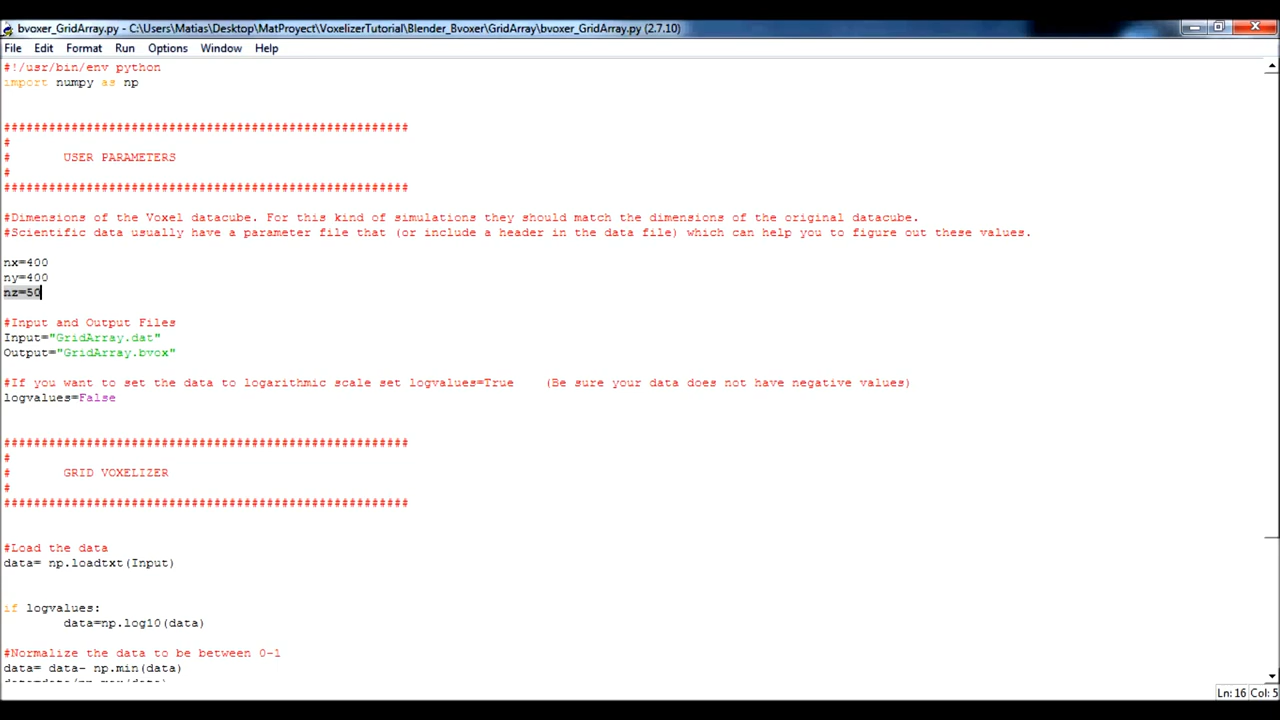 bvoxer_GridArray.py - C:\Users\Matias\Desktop\MatProyect\VoxelizerTutorial\Blender_Bvoxer\GridArray\bvoxer_GridArray.py (2.7.10)
File Edit Format Run Options Window Help
#!/usr/bin/env python
import numpy as np
######################################################
#
# USER PARAMETERS
#
######################################################
#Dimensions of the Voxel datacube. For this kind of simulations they should match the dimensions of the original datacube.
#Scientific data usually have a parameter file that (or include a header in the data file) which can help you to figure out these values.
nx=400
ny=400
nz=50
#Input and Output Files
Input="GridArray.dat"
Output="GridArray.bvox"
#If you want to set the data to logarithmic scale set logvalues=True (Be sure your data does not have negative values)
logvalues=False
######################################################
#
# GRID VOXELIZER
#
######################################################
#Load the data
data= np.loadtxt(Input)
if logvalues:
data=np.log10(data)
#Normalize the data to be between 0-1
data= data- np.min(data)
data=data/np.max(data)
Ln: 16 Col: 5